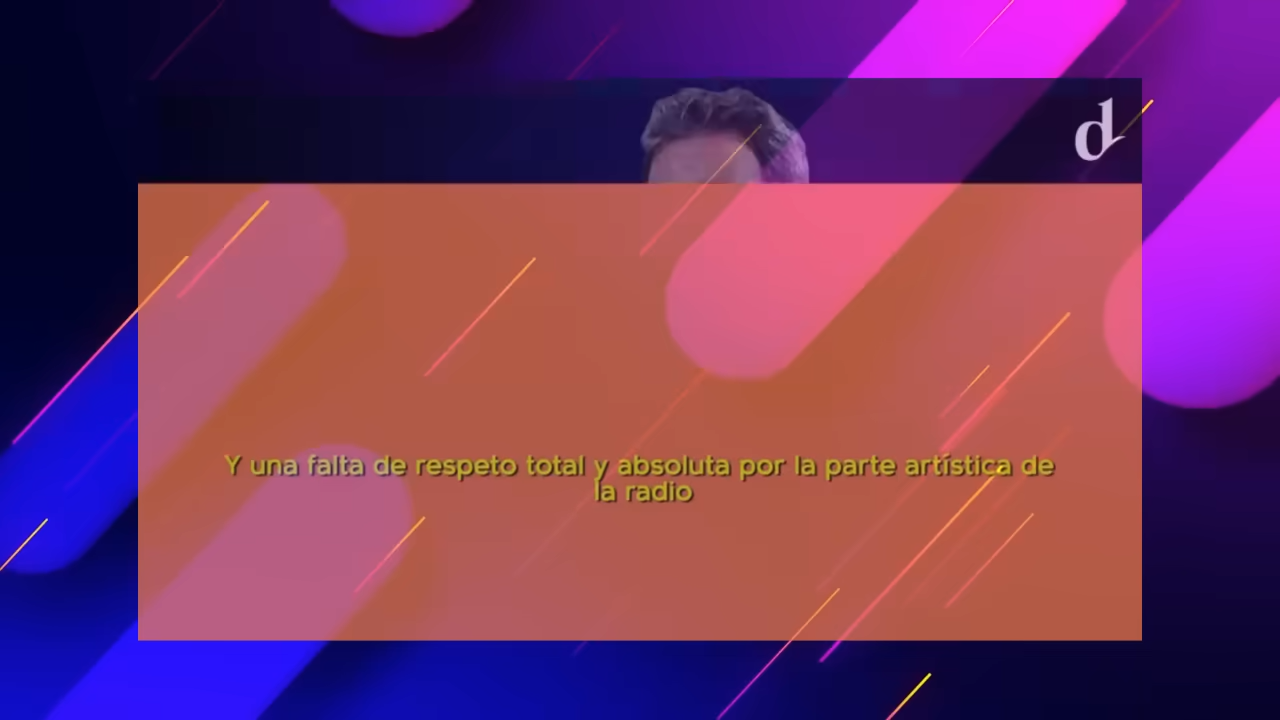 d
Y una falta de respeto total y absoluta por la parte artística de
la radio